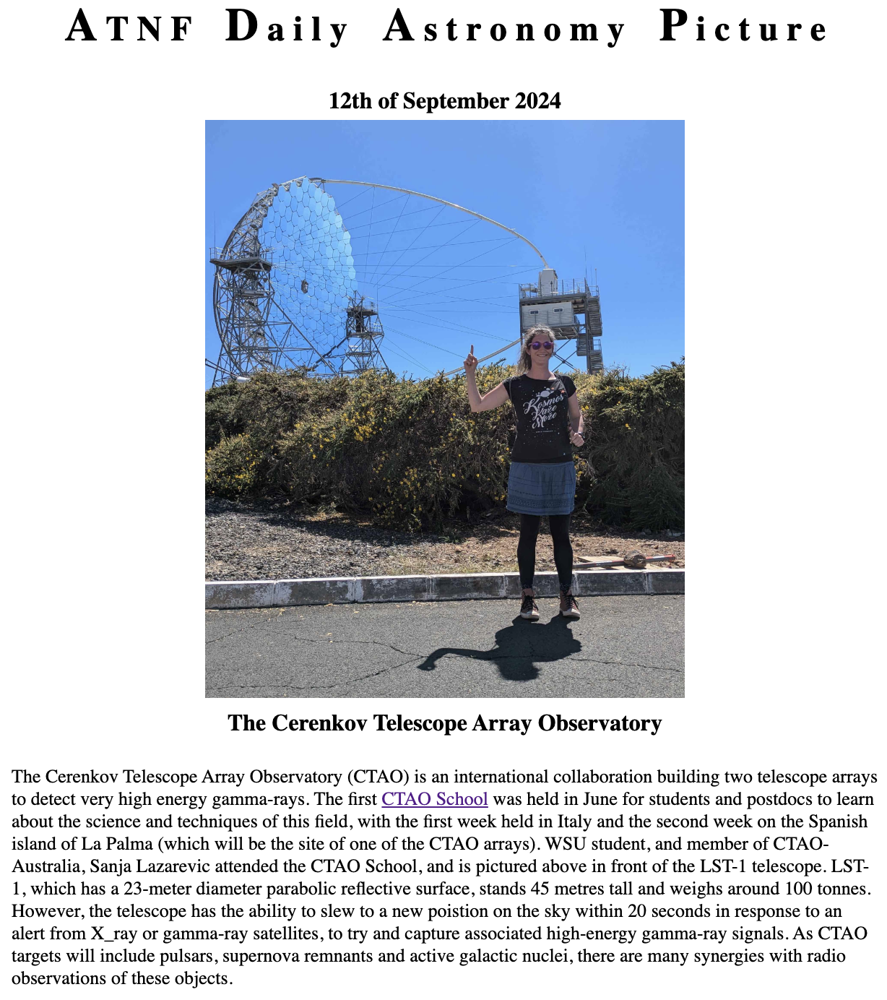 ATNF Daily Astronomy Picture
12th of September 2024
Kosmos
Vaše
Može
The Cerenkov Telescope Array Observatory
The Cerenkov Telescope Array Observatory (CTAO) is an international collaboration building two telescope arrays
to detect very high energy gamma-rays. The first CTAO School was held in June for students and postdocs to learn
about the science and techniques of this field, with the first week held in Italy and the second week on the Spanish
island of La Palma (which will be the site of one of the CTAO arrays). WSU student, and member of CTAO-
Australia, Sanja Lazarevic attended the CTAO School, and is pictured above in front of the LST-1 telescope. LST-
1, which has a 23-meter diameter parabolic reflective surface, stands 45 metres tall and weighs around 100 tonnes.
However, the telescope has the ability to slew to a new poistion on the sky within 20 seconds in response to an
alert from X_ray or gamma-ray satellites, to try and capture associated high-energy gamma-ray signals. As CTAO
targets will include pulsars, supernova remnants and active galactic nuclei, there are many synergies with radio
observations of these objects.